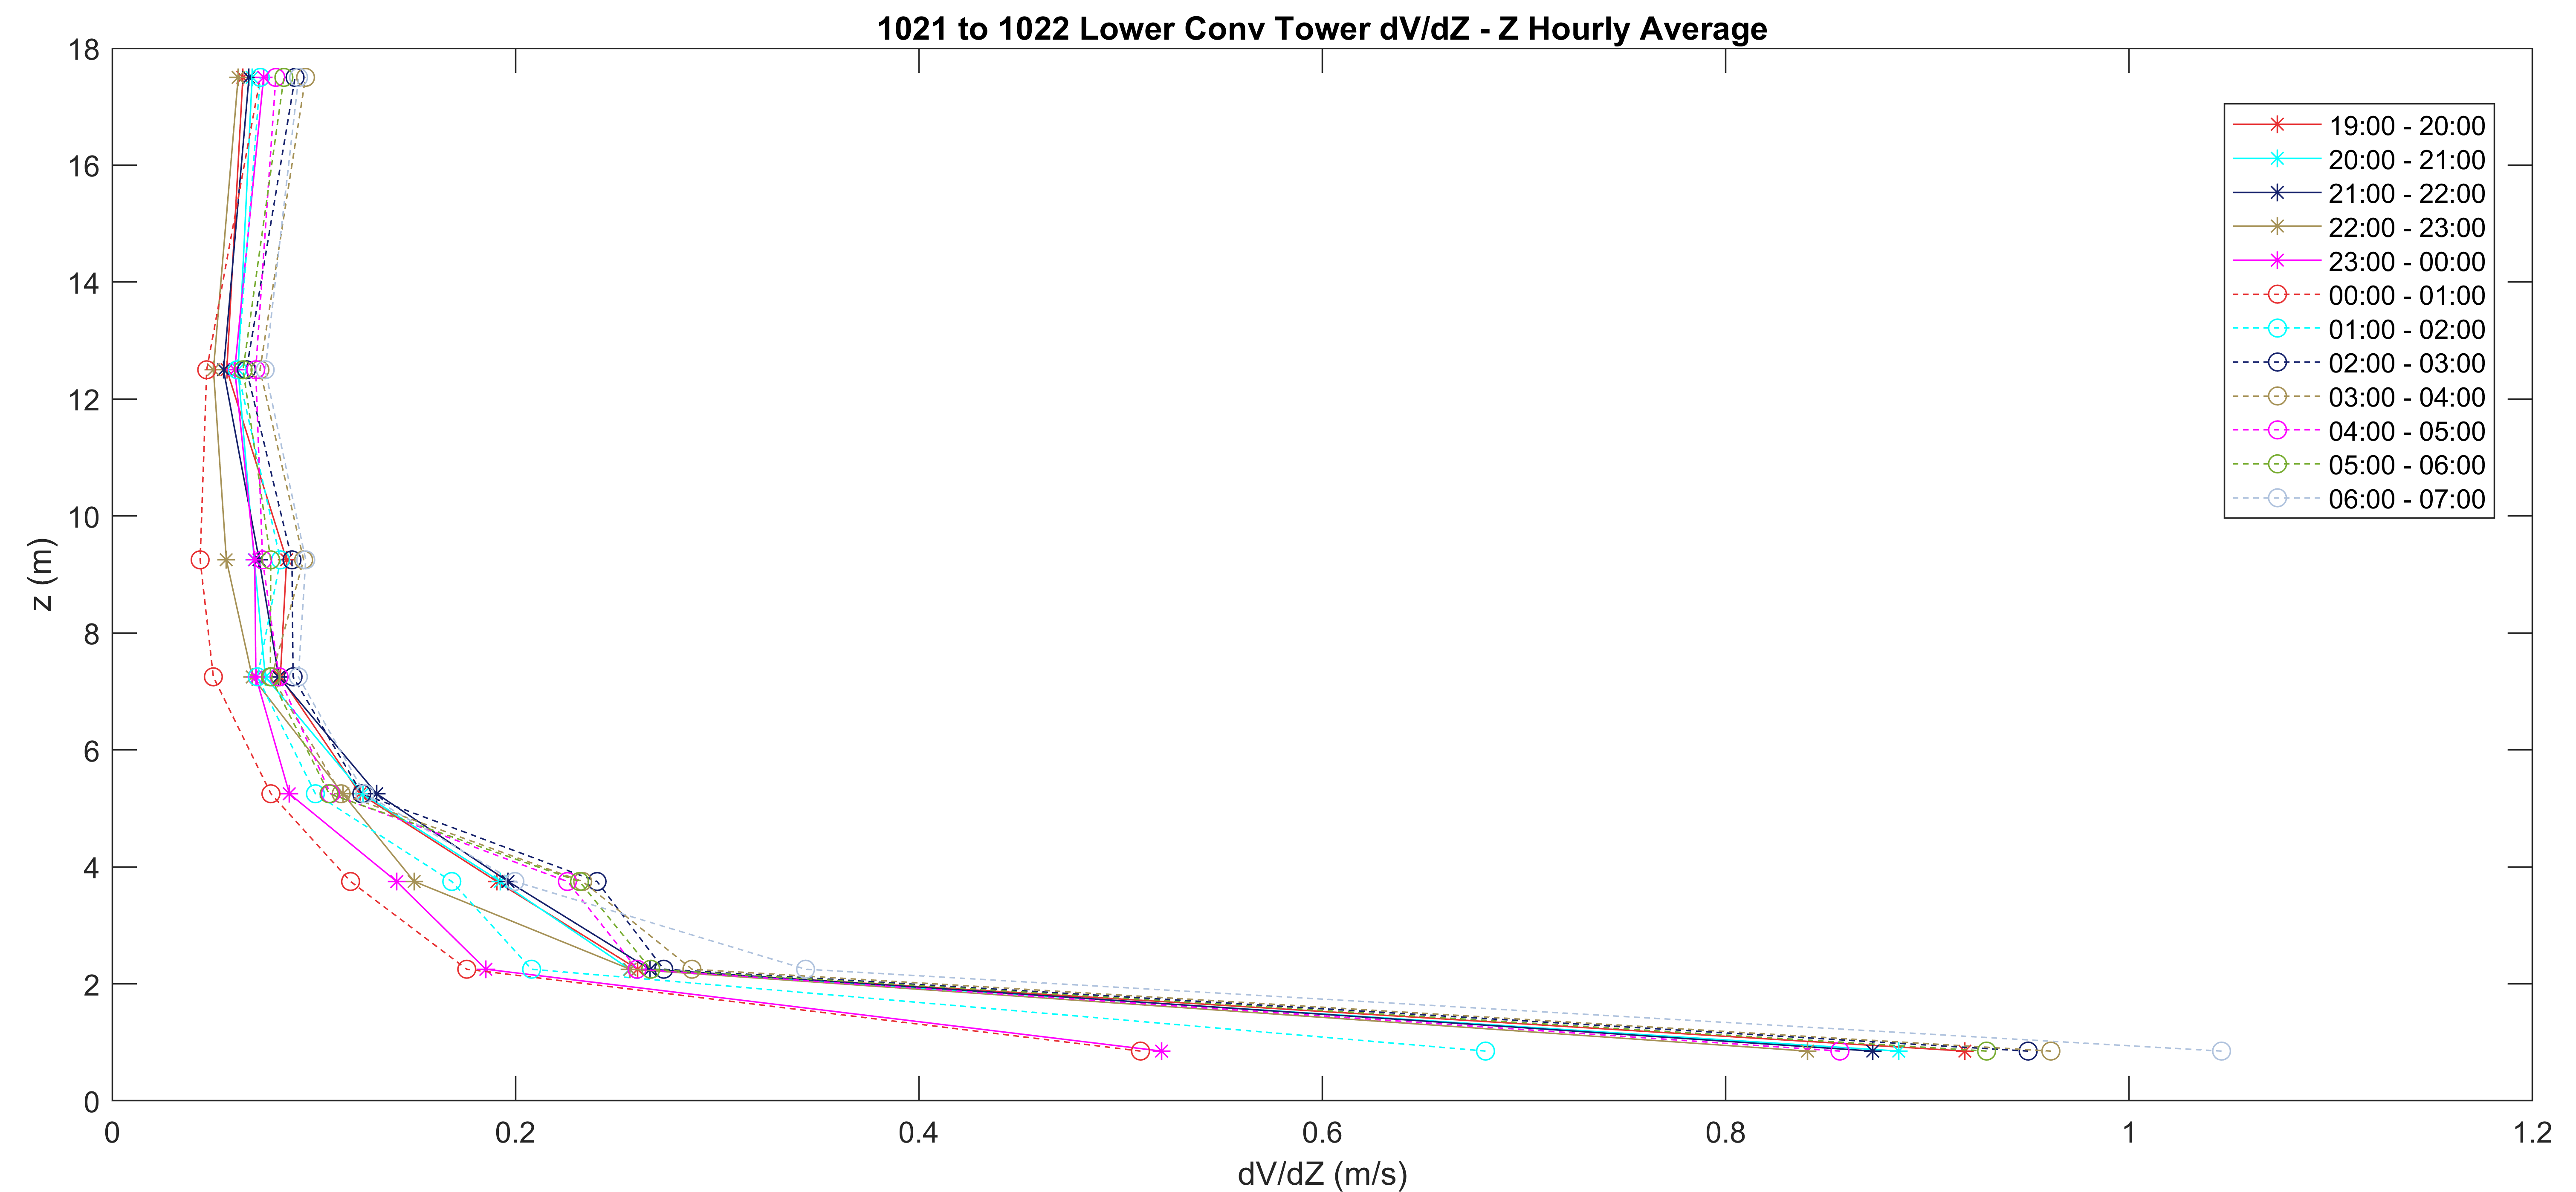 1021 to 1022 Lower Conv Tower dV/dZ - Z Hourly Average
18
16
14
12
10
8
6
4
2
0
z (m)
19:00 - 20:00
20:00 - 21:00
21:00 - 22:00
22:00 - 23:00
23:00 - 00:00
00:00 - 01:00
01:00 - 02:00
02:00 - 03:00
03:00 - 04:00
04:00 - 05:00
05:00 - 06:00
06:00 - 07:00
0 0.2 0.4 0.6 0.8 1 1.2
dV/dZ (m/s)